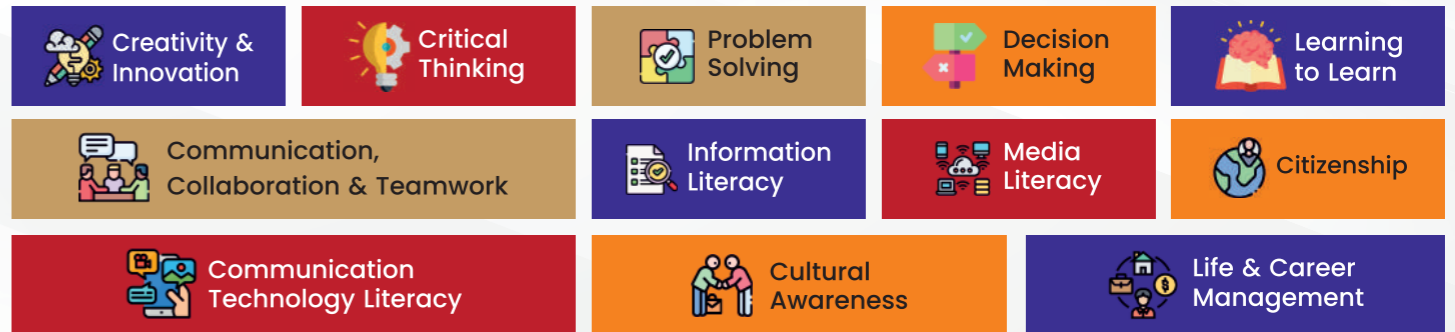 Creativity &
Innovation
Critical
Thinking
Problem
Solving
Decision
Making
Learning
to Learn
Communication,
Collaboration & Teamwork
Information
Literacy
Media
Literacy
Citizenship
Communication
Technology Literacy
Cultural
Awareness
Life & Career
Management